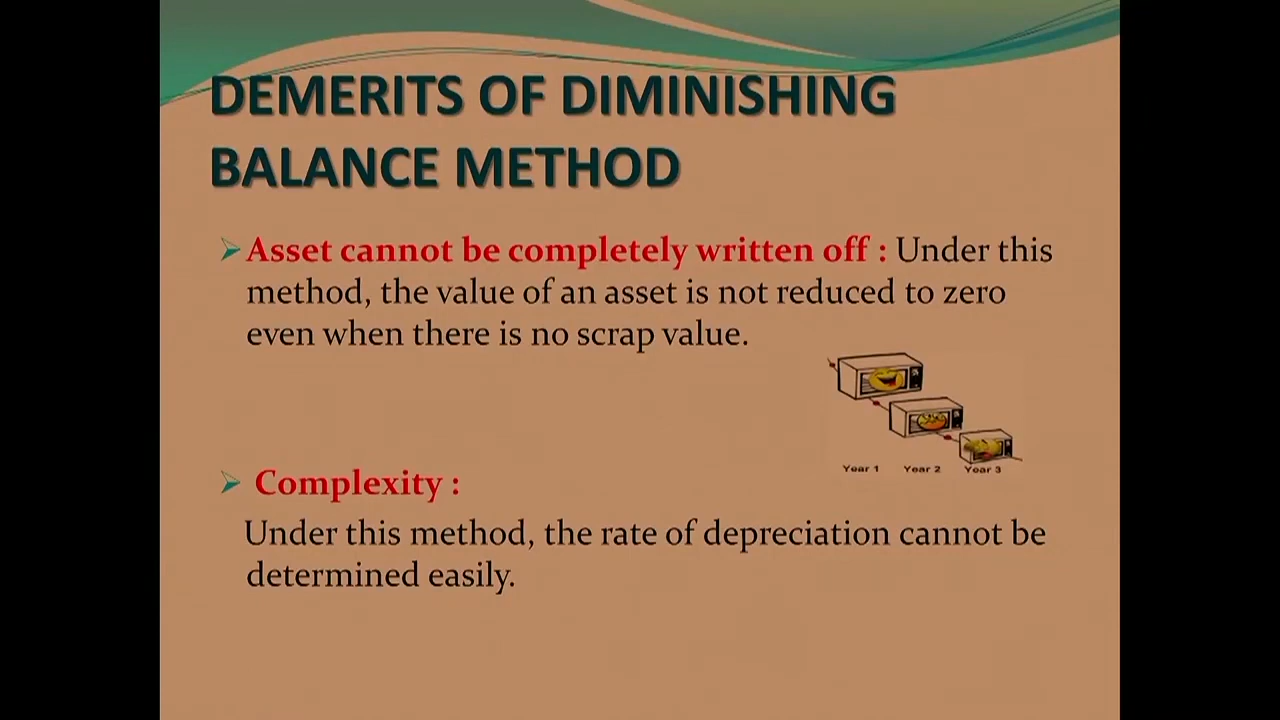 DEMERITS OF DIMINISHING
BALANCE METHOD
Asset cannot be completely written off : Under this
method, the value of an asset is not reduced to zero
even when there is no scrap value.
Year 1 Year 2 Year 3
Complexity :
Under this method, the rate of depreciation cannot be
determined easily.